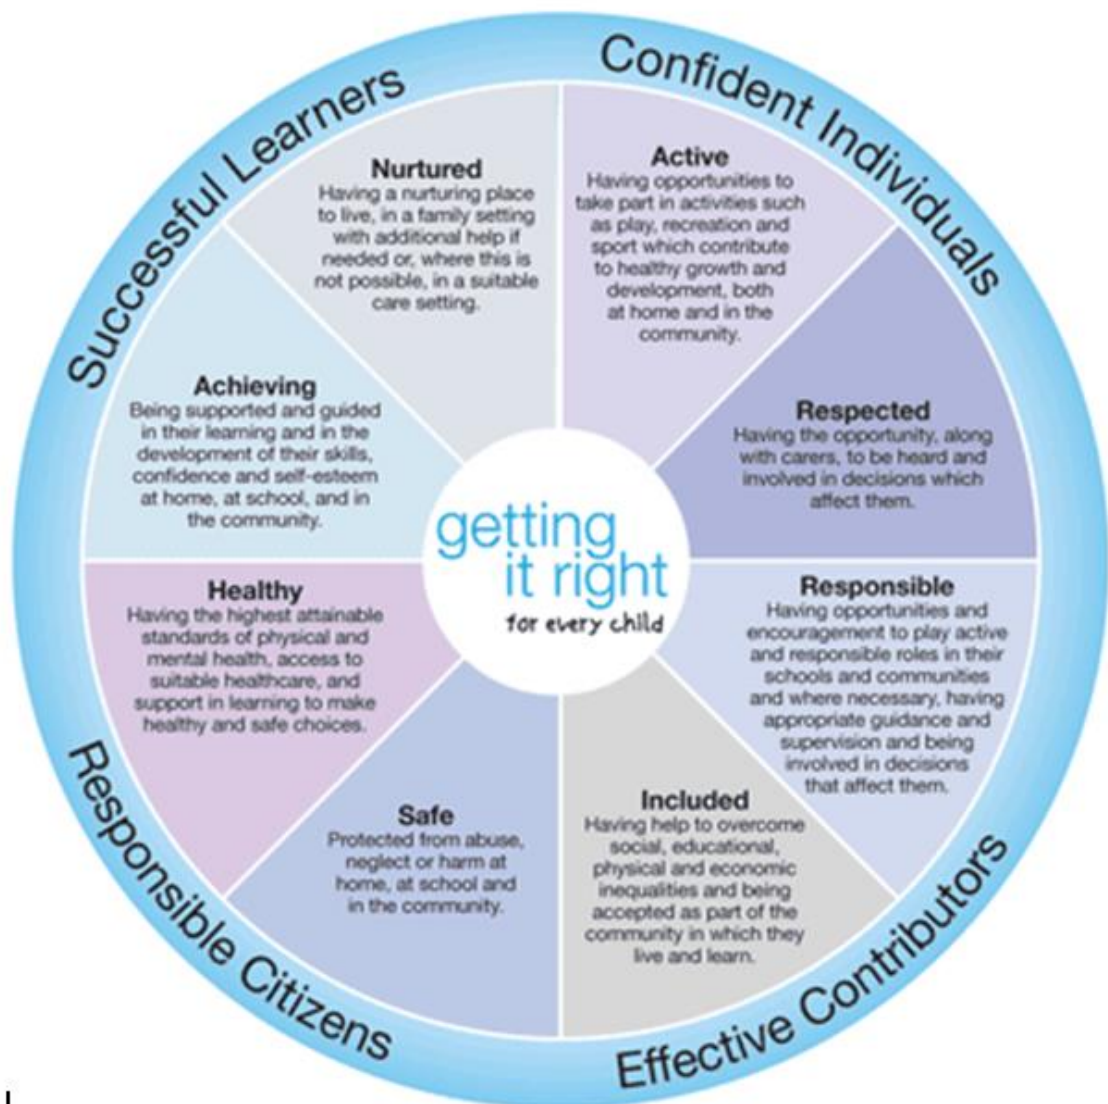 Successful Learners
Confident Individuals
Nurtured
Having a nurturing place
to live, in a family setting
with additional help if
needed or, where this is
not possible, in a suitable
care setting.
Active
Having opportunities to
take part in activities such
as play, recreation and
sport which contribute
to healthy growth and
development, both
at home and in the
community.
Achieving
Being supported and guided
in their learning and in the
development of their skills,
confidence and self-esteem
at home, at school, and in
the community.
Respected
Having the opportunity, along
with carers, to be heard and
involved in decisions which
affect them.
getting
it right
for every child
Healthy
Having the highest attainable
standards of physical and
mental health, access to
suitable healthcare, and
support in learning to make
healthy and safe choices.
Responsible
Having opportunities and
encouragement to play active
and responsible roles in their
schools and communities
and where necessary, having
appropriate guidance and
supervision and being
involved in decisions
that affect them.
Safe
Protected from abuse,
neglect or harm at
home, at school and
in the community.
Included
Having help to overcome
social, educational,
physical and economic
inequalities and being
accepted as part of the
community in which they
live and learn.
Responsible Citizens
Effective Contributors